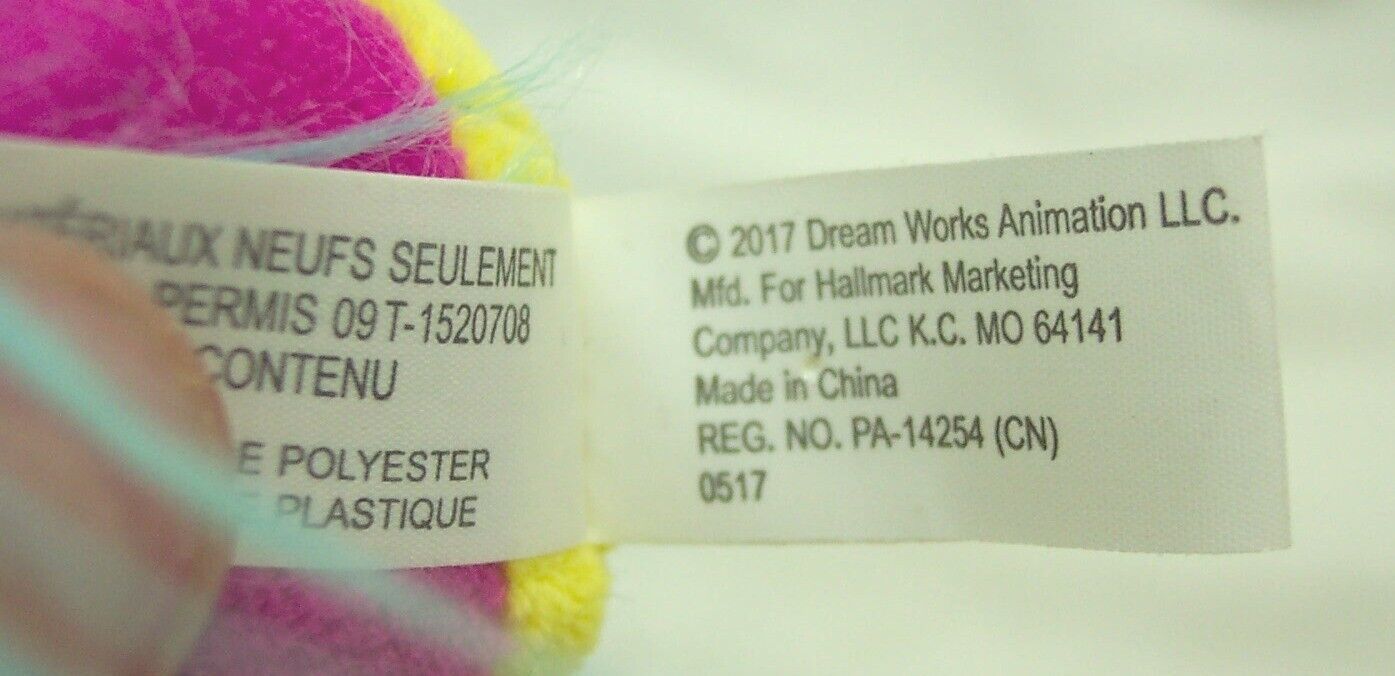 NEUFS SEULEMENT
PERMIS 09 T-1520708
CONTENU
POLYESTER
PLASTIQUE
© 2017 Dream Works Animation LLC.
Mfd. For Hallmark Marketing
Company, LLC K.C. MO 64141
Made in China
REG. NO. PA-14254 (CN)
0517